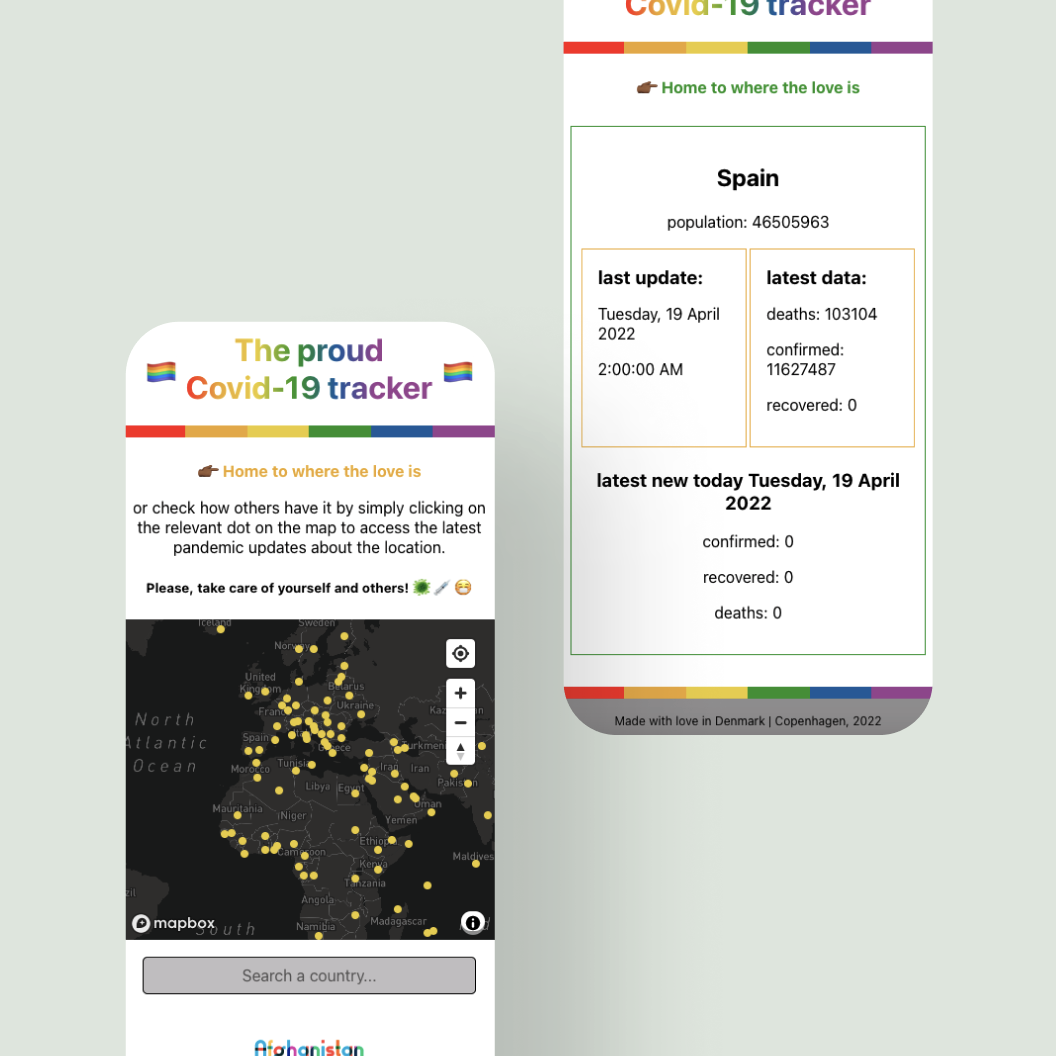 The proud
Covid-19 tracker
Home to where the love is
or check how others have it by simply clicking on
the relevant dot on the map to access the latest
pandemic updates about the location.
Please, take care of yourself and others!
Iceland
Sweden
Norway
United
Kingdom
Belarus
Ukraine
France
North
Atlantic
Ocean
Spain
Greece
Turkmeni
Morocco
Tunisia
Iraq
Iran
Pakistan
Libya
Egypt
Oman
Mauritania
Niger
Yemen
Ethiopia
Cameroon
Maldives
Kenya
Tanzania
zil
Angola
Madagascar
Namibia
South
mapbox
Search a country...
Afghanistan
Covid-19 tracker
Home to where the love is
Spain
population: 46505963
last update:
Tuesday, 19 April
2022
2:00:00 AM
latest data:
deaths: 103104
confirmed:
11627487
recovered: 0
latest new today Tuesday, 19 April
2022
confirmed: 0
recovered: 0
deaths: 0
Made with love in Denmark | Copenhagen, 2022